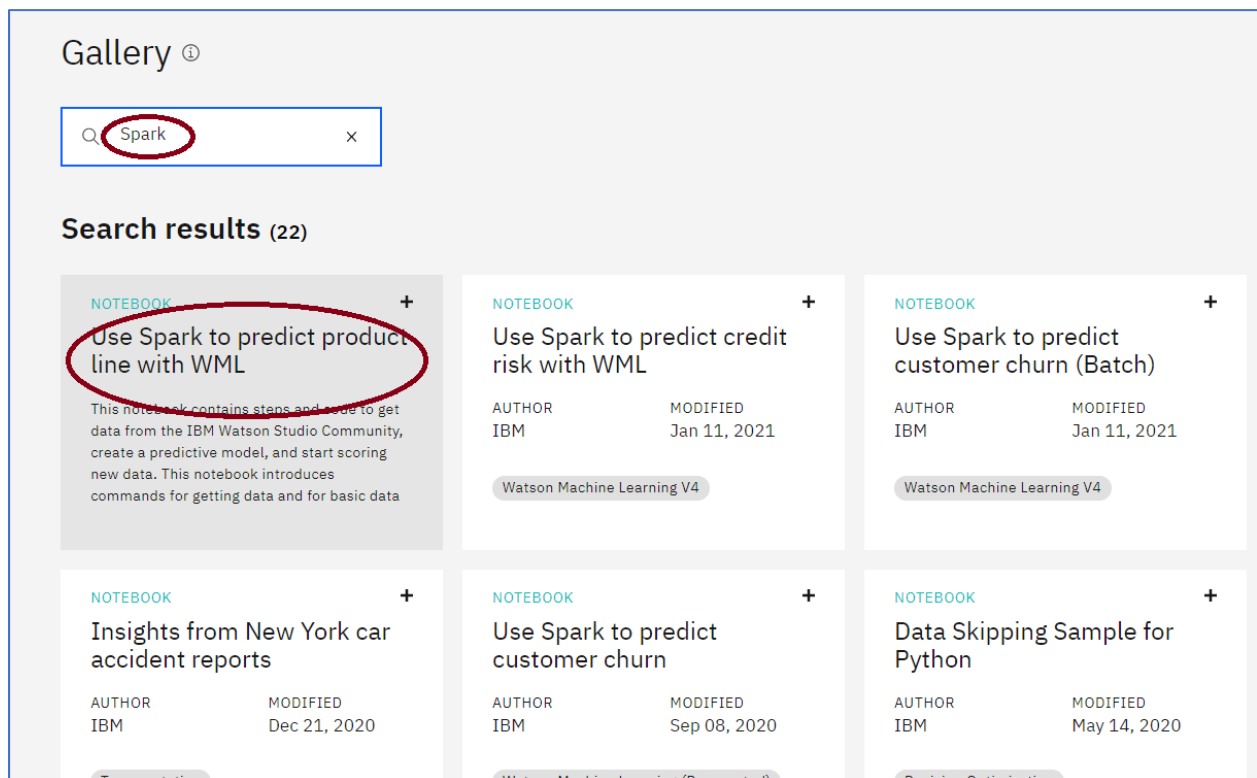 Gallery
Spark
Search results (22)
NOTEBOOK
Use Spark to predict product
line with WML
This notebook contains steps and code to get
data from the IBM Watson Studio Community,
create a predictive model, and start scoring
new data. This notebook introduces
commands for getting data and for basic data
NOTEBOOK
Use Spark to predict credit
risk with WML
AUTHOR MODIFIED
IBM Jan 11, 2021
Watson Machine Learning V4
NOTEBOOK
Use Spark to predict
customer churn (Batch)
AUTHOR MODIFIED
IBM Jan 11, 2021
Watson Machine Learning V4
NOTEBOOK
Insights from New York car
accident reports
AUTHOR MODIFIED
IBM Dec 21, 2020
NOTEBOOK
Use Spark to predict
customer churn
AUTHOR MODIFIED
IBM Sep 08, 2020
Watson Machine Learning
NOTEBOOK
Data Skipping Sample for
Python
AUTHOR MODIFIED
IBM May 14, 2020